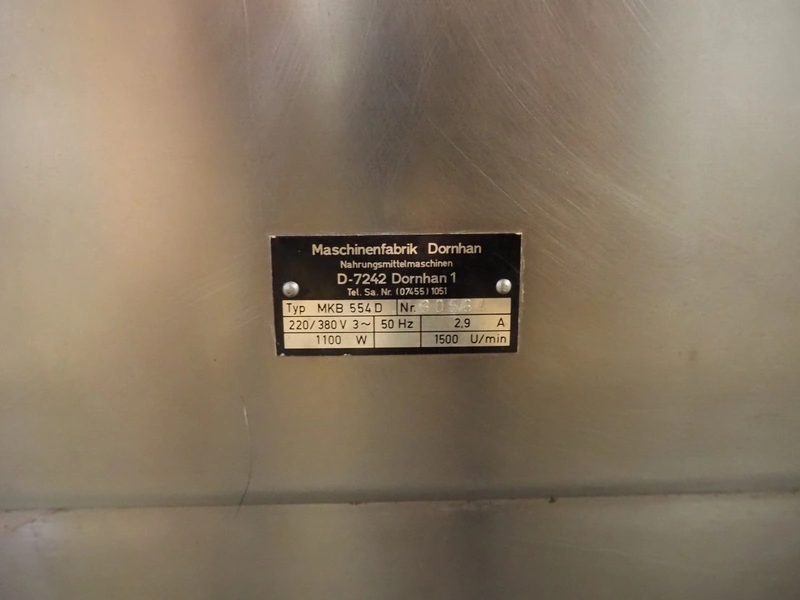 Maschinenfabrik Dornhan
Nahrungsmittelmaschinen
D-7242 Dornhan 1
Tel. Sa. Nr. (07455) 1051
Typ MKB 554 D Nr.
220/380 V 3~ 50 Hz 2,9 A
1100 W 1500 U/min